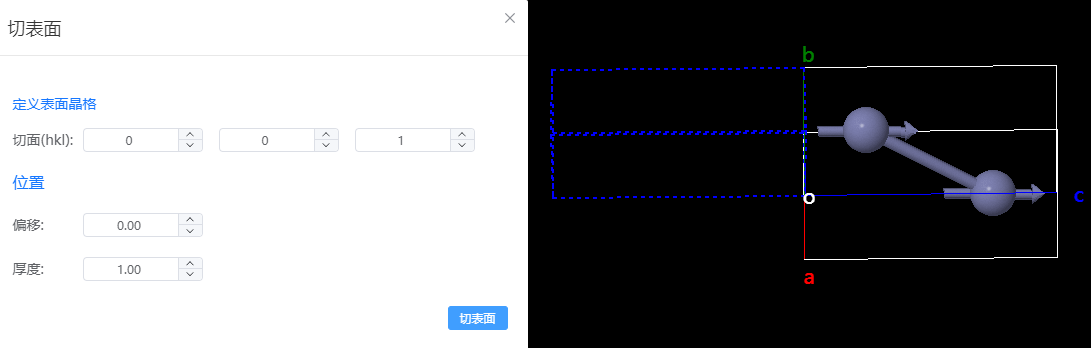 切表面
定义表面晶格
切面(hkl): 0 0 1
位置
偏移: 0.00
厚度: 1.00
切表面
b
o
c
a